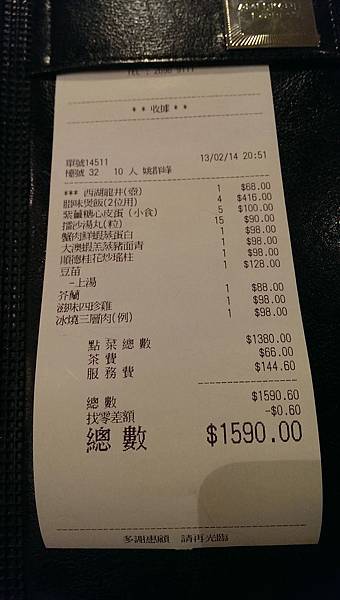 ** 收據 **
單號14511
檯號 32 10 人 姚群峰 13/02/14 20:51
*** 西湖龍井(壺) 1 $68.00
臘味煲飯(2位用) 4 $416.00
紫薑糖心皮蛋(小食) 5 $100.00
擂沙湯丸(粒) 15 $90.00
蟹肉鮮蝦蒸蛋白 1 $98.00
大澳蝦羔蒸豬面青 1 $98.00
順德桂花炒瑤柱 1 $98.00
豆苗 1 $128.00
-上湯
芥蘭 1 $88.00
滋味四珍雞 1 $98.00
冰燒三層肉(例) 1 $98.00
點菜總數 $1380.00
茶費 $66.00
服務費 $144.60
總數 $1590.60
找零差額 -$0.60
總數 $1590.00
多謝惠顧 請再光臨